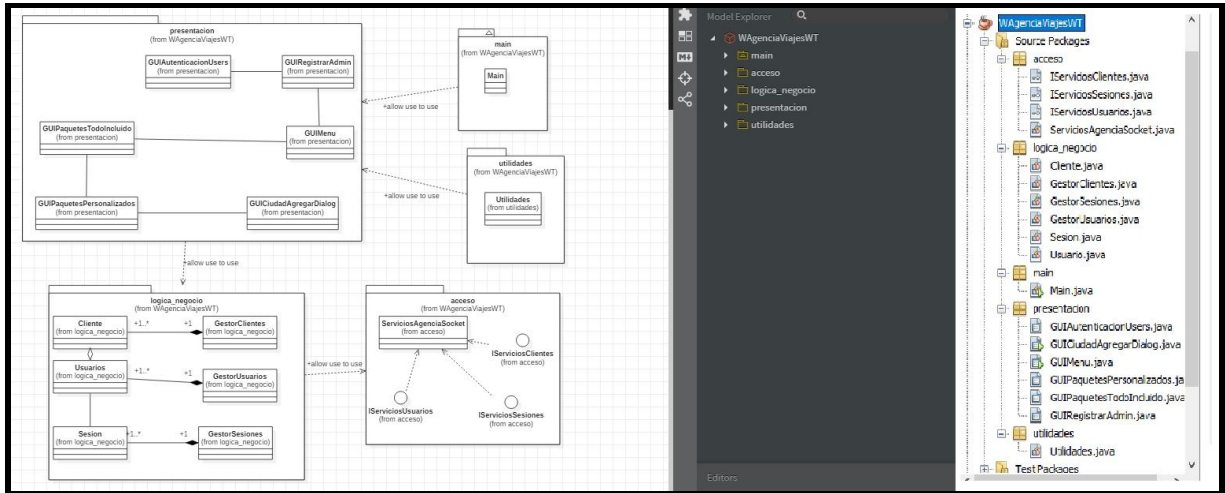 presentacion
(from WAgenciaViajesWT)
GUIAutenticacionUsers
(from presentacion)
GUIRegistrarAdmin
(from presentacion)
GUIPaquetesTodoIncluido
(from presentacion)
GUIMenu
(from presentacion)
GUIPaquetesPersonalizados
(from presentacion)
GUICiudadAgregarDialog
(from presentacion)
main
(from WAgenciaViajesWT)
Main
+allow use to use
utilidades
(from WAgenciaViajesWT)
Utilidades
(from utilidades)
+allow use to use
+allow use to use
logica_negocio
(from WAgenciaViajesWT)
Cliente
(from logica_negocio)
+1..*
+1
GestorClientes
(from logica_negocio)
Usuarios
(from logica_negocio)
+1..*
+1
GestorUsuarios
(from logica_negocio)
Sesion
(from logica_negocio)
+1..*
+1
GestorSesiones
(from logica_negocio)
+allow use to use
acceso
(from WAgenciaViajesWT)
ServiciosAgenciaSocket
(from acceso)
IServiciosClientes
(from acceso)
IServiciosUsuarios
(from acceso)
IServiciosSesiones
(from acceso)
Model Explorer
WAgenciaViajesWT
main
acceso
logica_negocio
presentacion
utilidades
Editors
WAgenciaViajesWT
Source Packages
acceso
IServidosClientes.java
IServidosSesiones.java
IServidosUsuarios.java
ServiciosAgenciaSocket.java
logica_negocio
Cliente.java
GestorClientes.java
GestorSesiones.java
GestorUsuarios.java
Sesion.java
Usuario.java
main
Main.java
presentacion
GUIAutenticacionUsers.java
GUICiudadAgregarDialog.java
GUIMenu.java
GUIPaquetesPersonalizados.ja
GUIPaquetesTodoIncluido.java
GUIRegistrarAdmin.java
utilidades
Utilidades.java
Test Packages